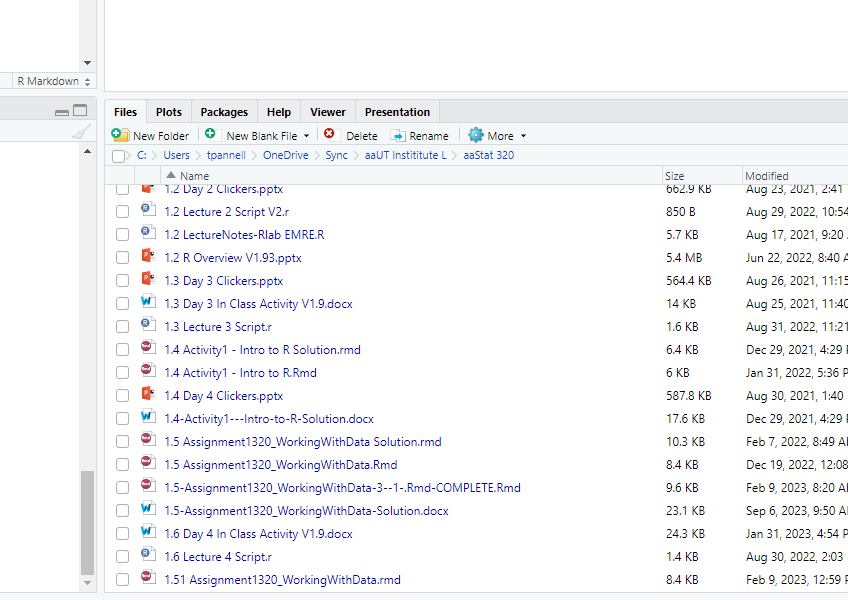 R Markdown
Files Plots Packages Help Viewer Presentation
New Folder New Blank File Delete Rename More
C: Users tpannell OneDrive Sync aaUT Instititute L aaStat 320
Name Size Modified
1.2 Day 2 Clickers.pptx 662.9 KB Aug 23, 2021, 2:41
1.2 Lecture 2 Script V2.r 850 B Aug 29, 2022, 10:54
1.2 LectureNotes-Rlab EMRE.R 5.7 KB Aug 17, 2021, 9:20
1.2 R Overview V1.93.pptx 5.4 MB Jun 22, 2022, 8:40 A
1.3 Day 3 Clickers.pptx 564.4 KB Aug 26, 2021, 11:15
1.3 Day 3 In Class Activity V1.9.docx 14 KB Aug 25, 2021, 11:40
1.3 Lecture 3 Script.r 1.6 KB Aug 31, 2022, 11:21
1.4 Activity1 - Intro to R Solution.rmd 6.4 KB Dec 29, 2021, 4:29
1.4 Activity1 - Intro to R.Rmd 6 KB Jan 31, 2022, 5:36 P
1.4 Day 4 Clickers.pptx 587.8 KB Aug 30, 2021, 1:40
1.4-Activity1---Intro-to-R-Solution.docx 17.6 KB Dec 29, 2021, 4:29
1.5 Assignment1320_WorkingWithData Solution.rmd 10.3 KB Feb 7, 2022, 8:49 A
1.5 Assignment1320_WorkingWithData.Rmd 8.4 KB Dec 19, 2022, 12:08
1.5-Assignment1320_WorkingWithData-3--1-.Rmd-COMPLETE.Rmd 9.6 KB Feb 9, 2023, 8:20 A
1.5-Assignment1320_WorkingWithData-Solution.docx 23.1 KB Sep 6, 2023, 9:50 A
1.6 Day 4 In Class Activity V1.9.docx 24.3 KB Jan 31, 2023, 4:54 P
1.6 Lecture 4 Script.r 1.4 KB Aug 30, 2022, 2:03
1.51 Assignment1320_WorkingWithData.rmd 8.4 KB Feb 9, 2023, 12:59